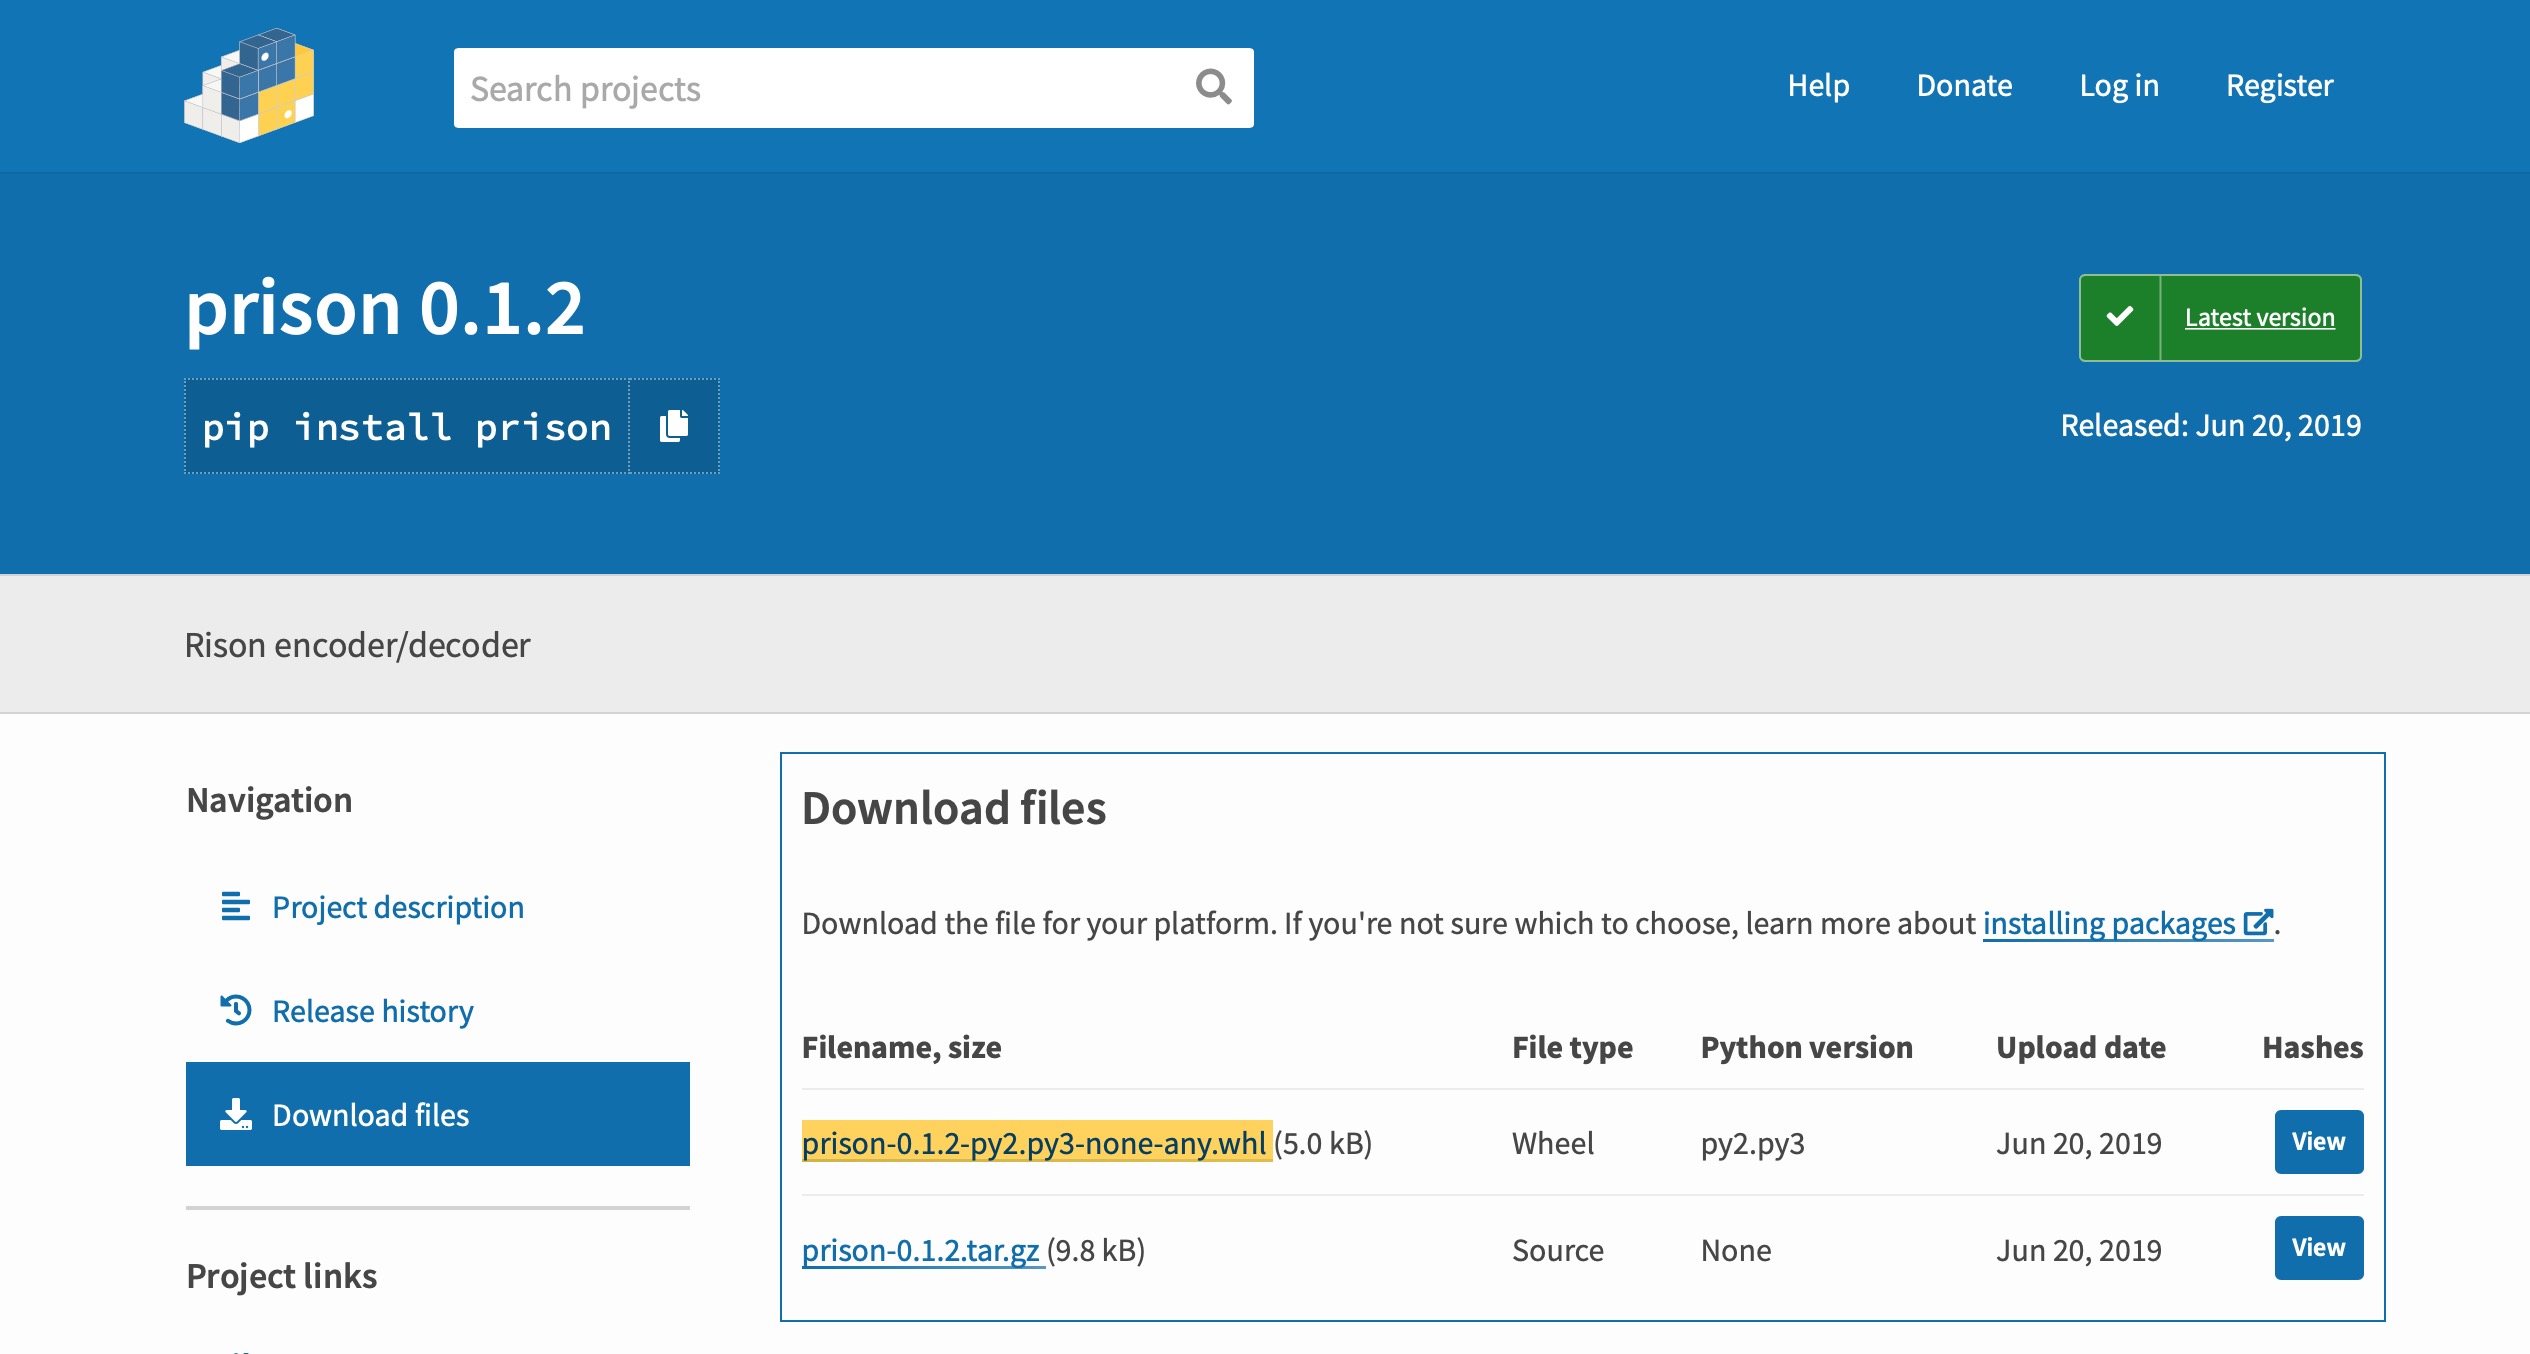 Search projects
Help
Donate
Log in
Register
prison 0.1.2
pip install prison
Latest version
Released: Jun 20, 2019
Rison encoder/decoder
Navigation
Project description
Release history
Download files
Project links
Download files
Download the file for your platform. If you're not sure which to choose, learn more about installing packages.
Filename, size File type Python version Upload date Hashes
prison-0.1.2-py2.py3-none-any.whl (5.0 kB) Wheel py2.py3 Jun 20, 2019 View
prison-0.1.2.tar.gz (9.8 kB) Source None Jun 20, 2019 View